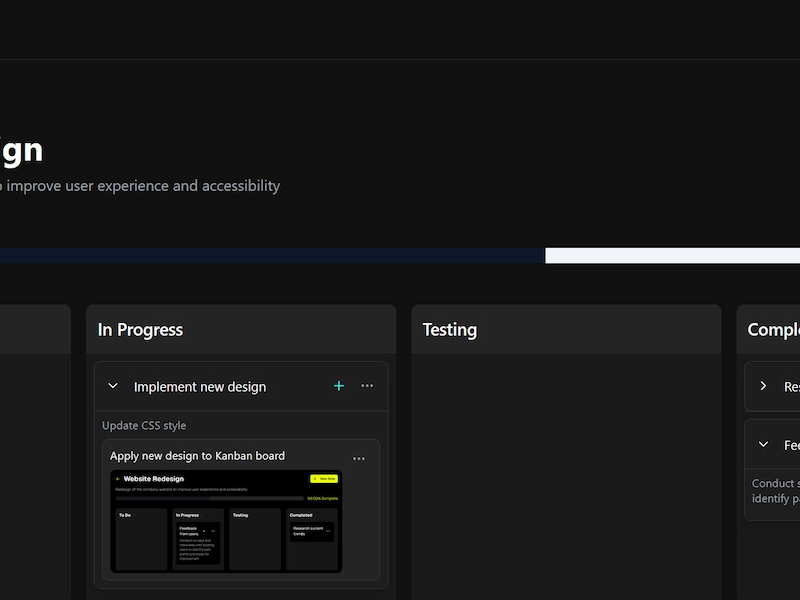 ign
o improve user experience and accessibility
In Progress
Testing
Compl
Implement new design
Res
Update CSS style
Fee
Apply new design to Kanban board
Conduct s
identify pa
Website Redesign
New Note
Redesign of the company website to improve user experience and accessibility
50.00% Complete
To Do
In Progress
Testing
Completed
Feedback
from users
Research current
trends
Conduct surveys and
interviews with existing
users to identify pain
points and areas for
improvement